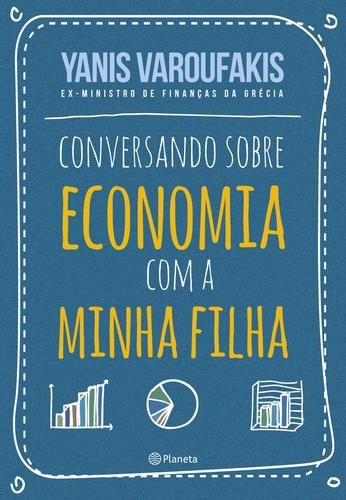 YANIS VAROUFAKIS
EX-MINISTRO DE FINANÇAS DA GRÉCIA
CONVERSANDO SOBRE
ECONOMIA
COM A
MINHA FILHA
Planeta